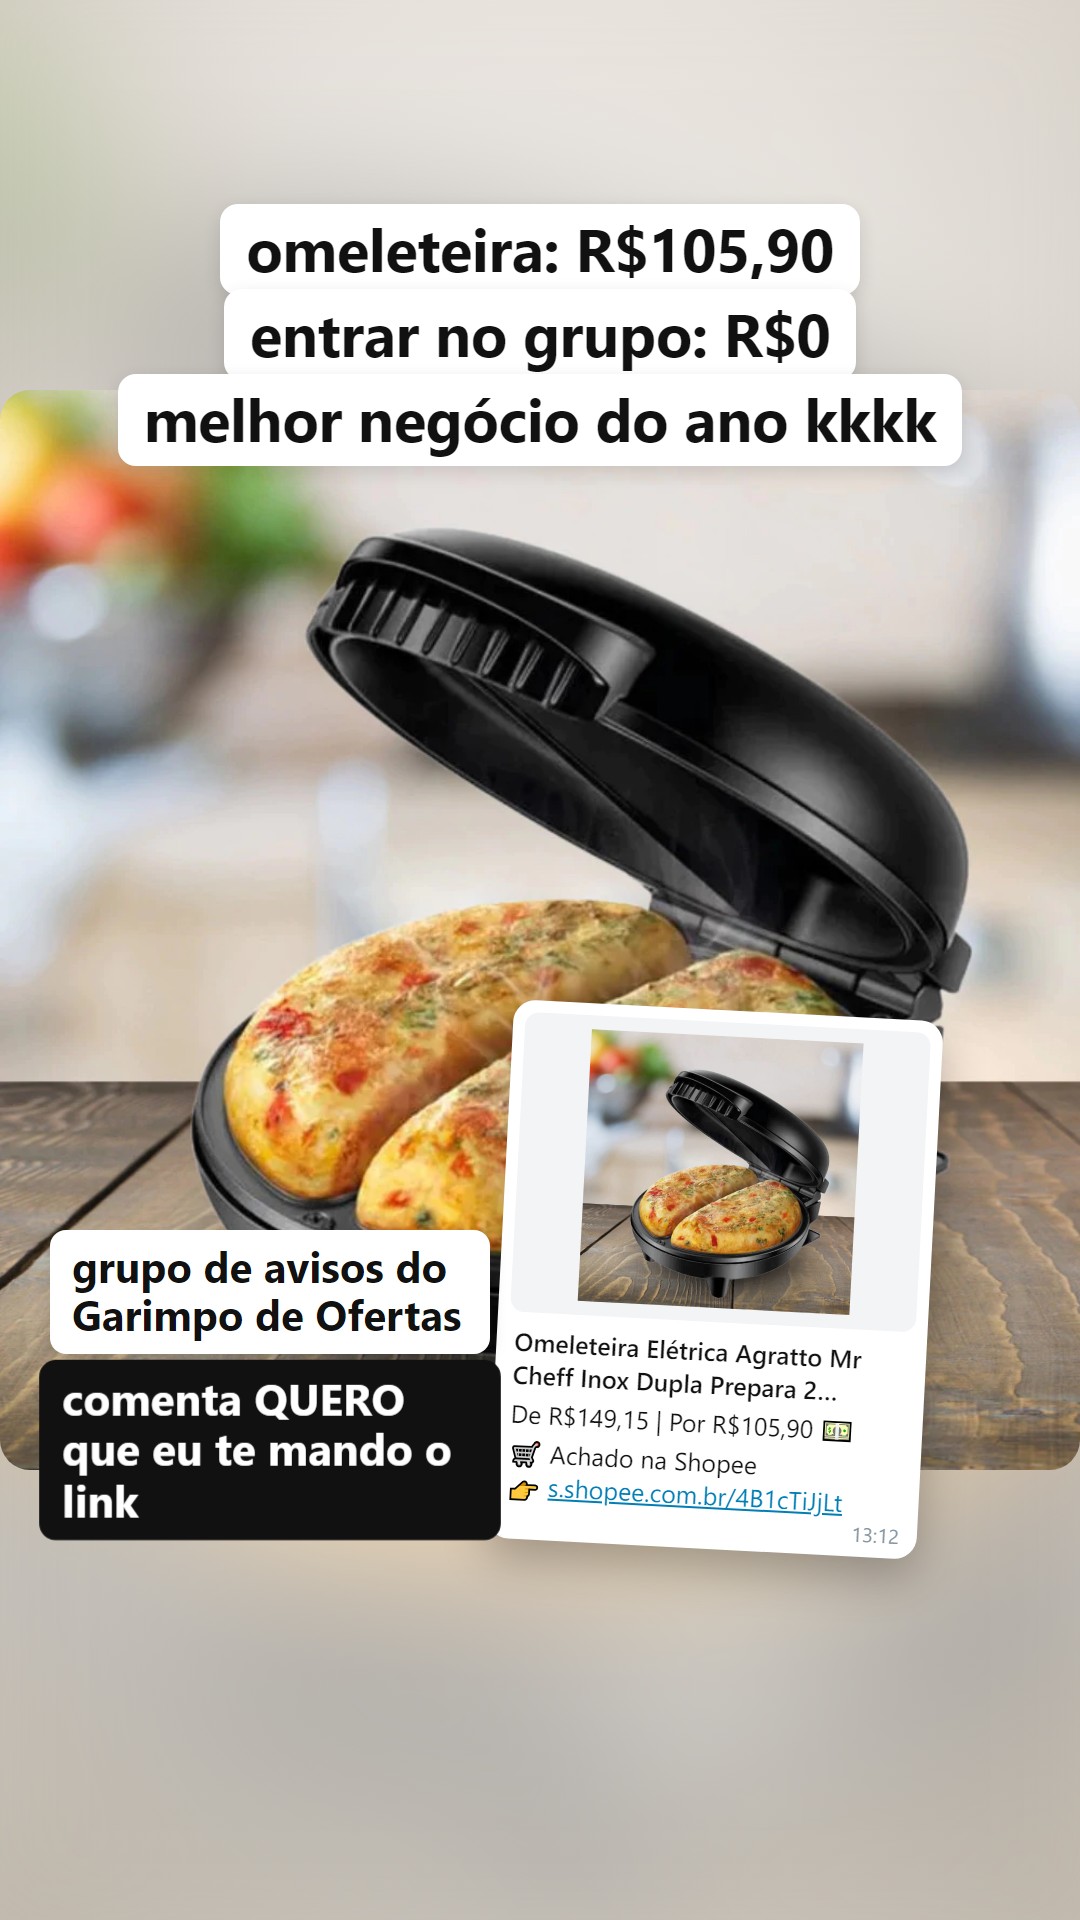 omeleteira: R$105,90
entrar no grupo: R$0
melhor negócio do ano kkkk
grupo de avisos do
Garimpo de Ofertas
comenta QUERO
que eu te mando o
link
Omeleteira Elétrica Agratto Mr
Cheff Inox Dupla Prepara 2...
De R$149,15 | Por R$105,90 💵
🛒 Achado na Shopee
👉 s.shopee.com.br/4B1cTiJjLt
13:12